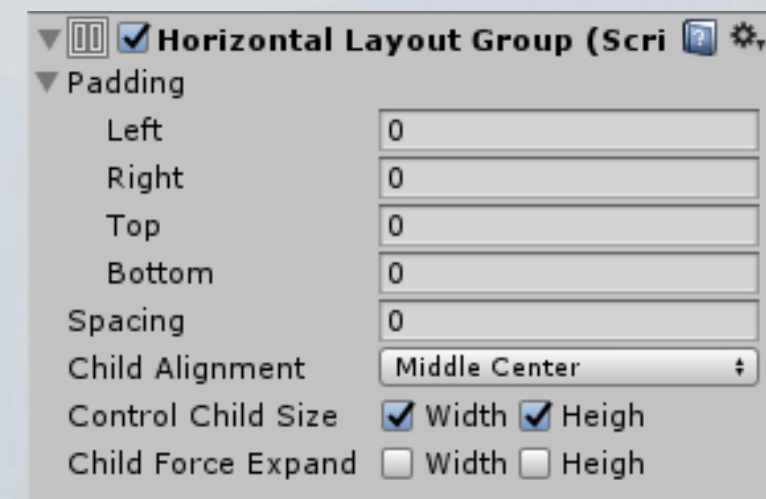 Horizontal Layout Group (Scri
Padding
Left 0
Right 0
Top 0
Bottom 0
Spacing 0
Child Alignment Middle Center
Control Child Size Width Heigh
Child Force Expand Width Heigh